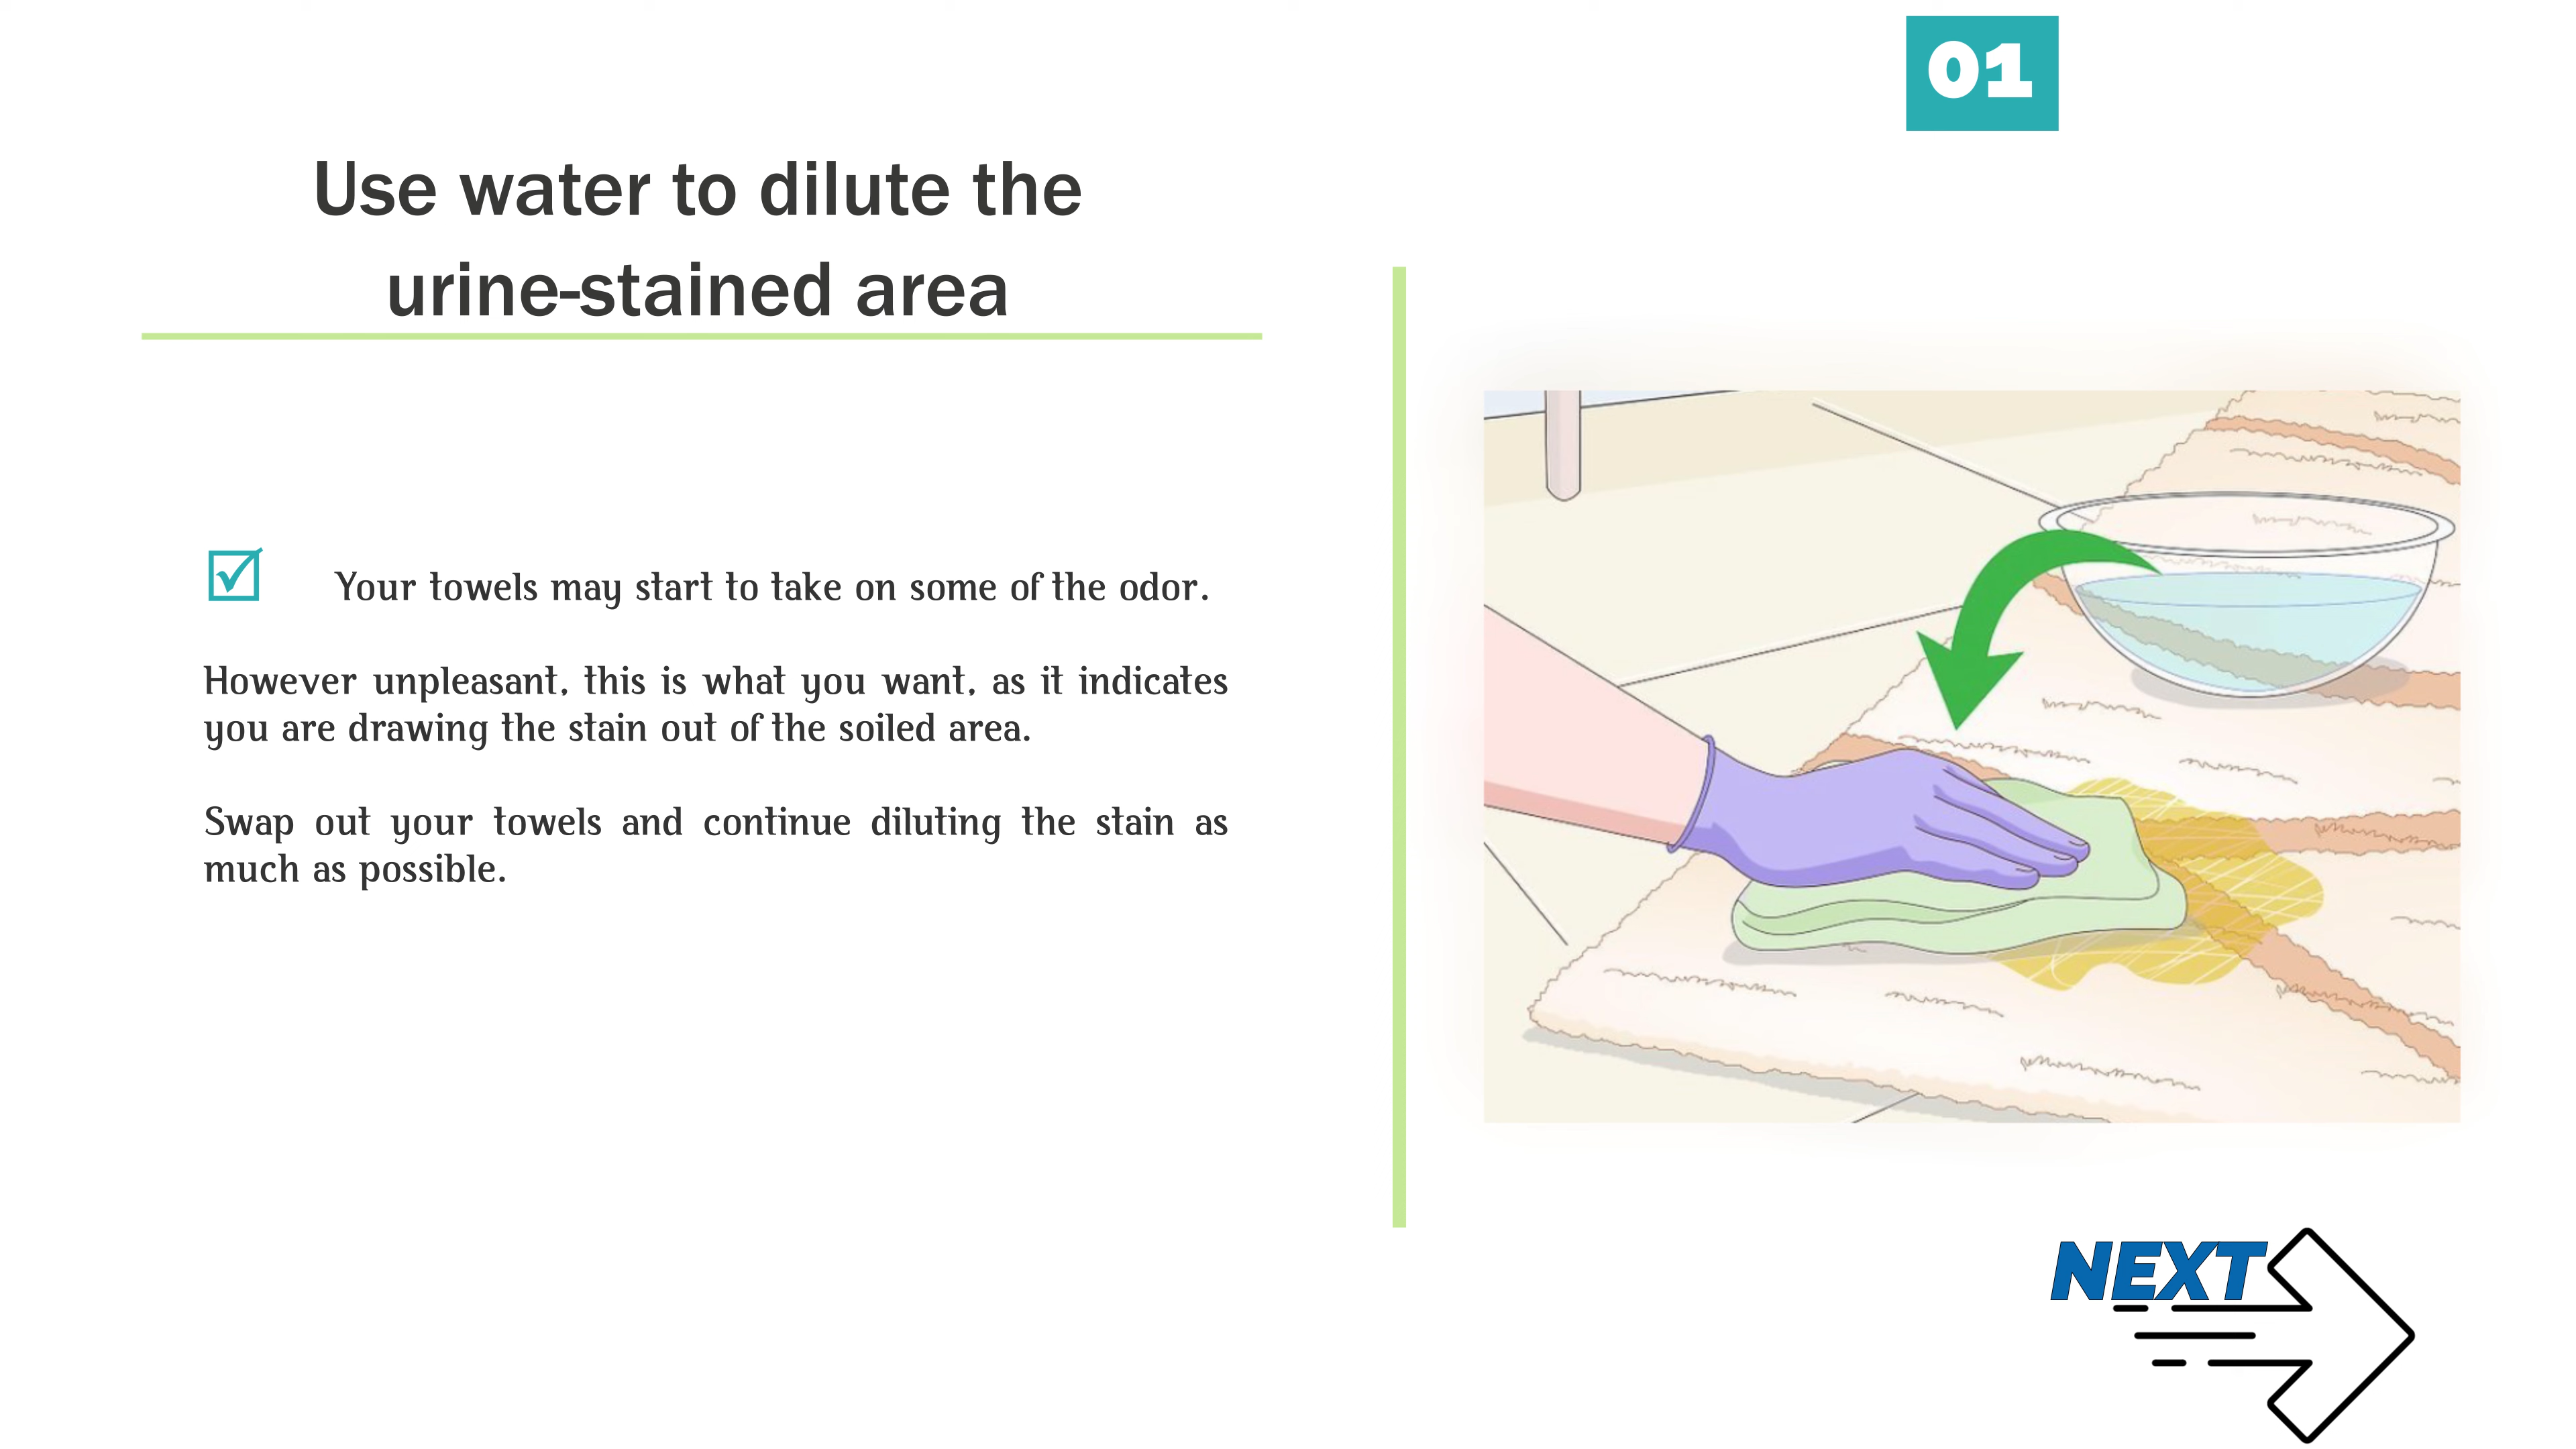 01
Use water to dilute the
urine-stained area
Your towels may start to take on some of the odor.
However unpleasant, this is what you want, as it indicates
you are drawing the stain out of the soiled area.
Swap out your towels and continue diluting the stain as
much as possible.
NEXT